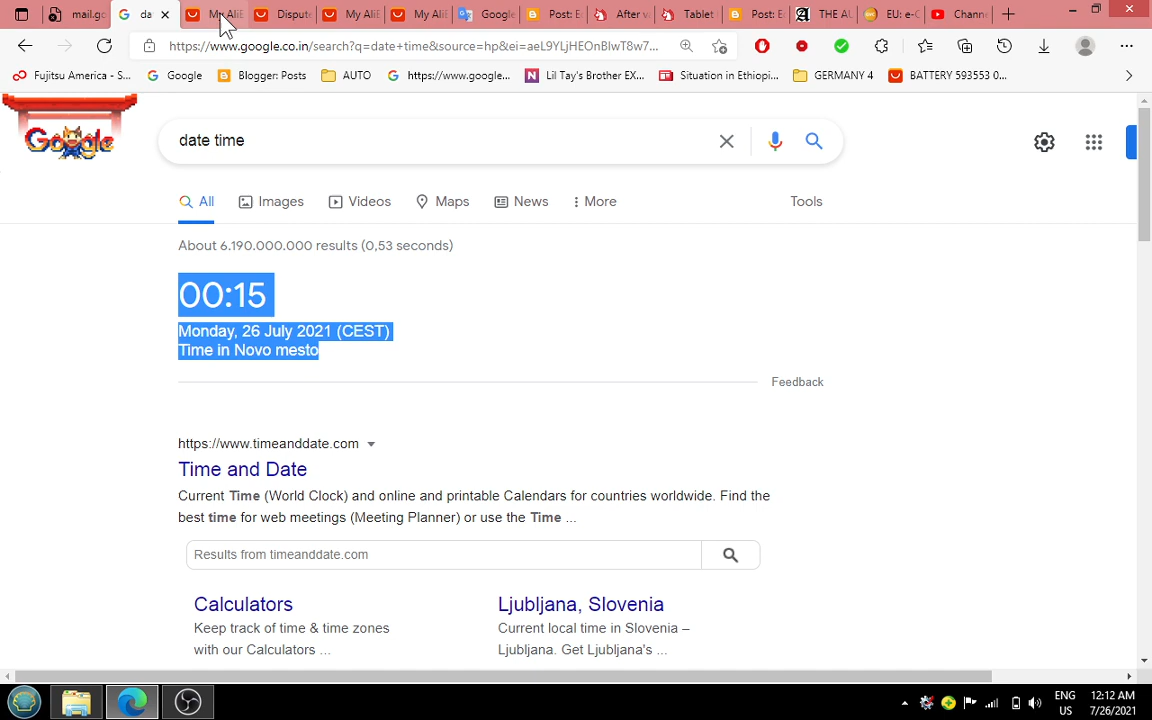 mail.go
da
My AliE
Dispute
My AliE
My AliE
Google
Post: E
After v
Tablet
Post: E
THE AU
EU: e-C
Chann
https://www.google.co.in/search?q=date+time&source=hp&ei=aeL9YLjHEOnBlwT8w7...
Fujitsu America - S...
Google
Blogger: Posts
AUTO
https://www.google...
Lil Tay's Brother EX...
Situation in Ethiopi...
GERMANY 4
BATTERY 593553 0...
Google
date time
All
Images
Videos
Maps
News
More
Tools
About 6.190.000.000 results (0,53 seconds)
00:15
Monday, 26 July 2021 (CEST)
Time in Novo mesto
Feedback
https://www.timeanddate.com
Time and Date
Current Time (World Clock) and online and printable Calendars for countries worldwide. Find the
best time for web meetings (Meeting Planner) or use the Time ...
Results from timeanddate.com
Calculators
Keep track of time & time zones
with our Calculators ...
Ljubljana, Slovenia
Current local time in Slovenia –
Ljubljana. Get Ljubljana's ...
ENG
US
12:12 AM
7/26/2021